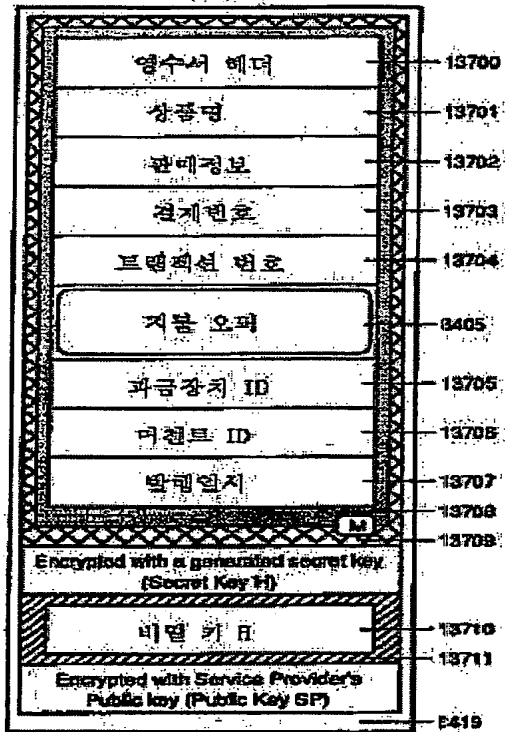 영수서 헤더 13700
상품명 13701
판매정보 13702
결제번호 13703
트랜잭션 번호 13704
지불 오퍼 8405
과금장치 ID 13705
머천트 ID 13706
발행일시 13707
13708
M
13709
Encrypted with a generated secret key
(Secret Key H)
비밀 키 H 13710
13711
Encrypted with Service Provider's
Public key (Public Key SP)
8419